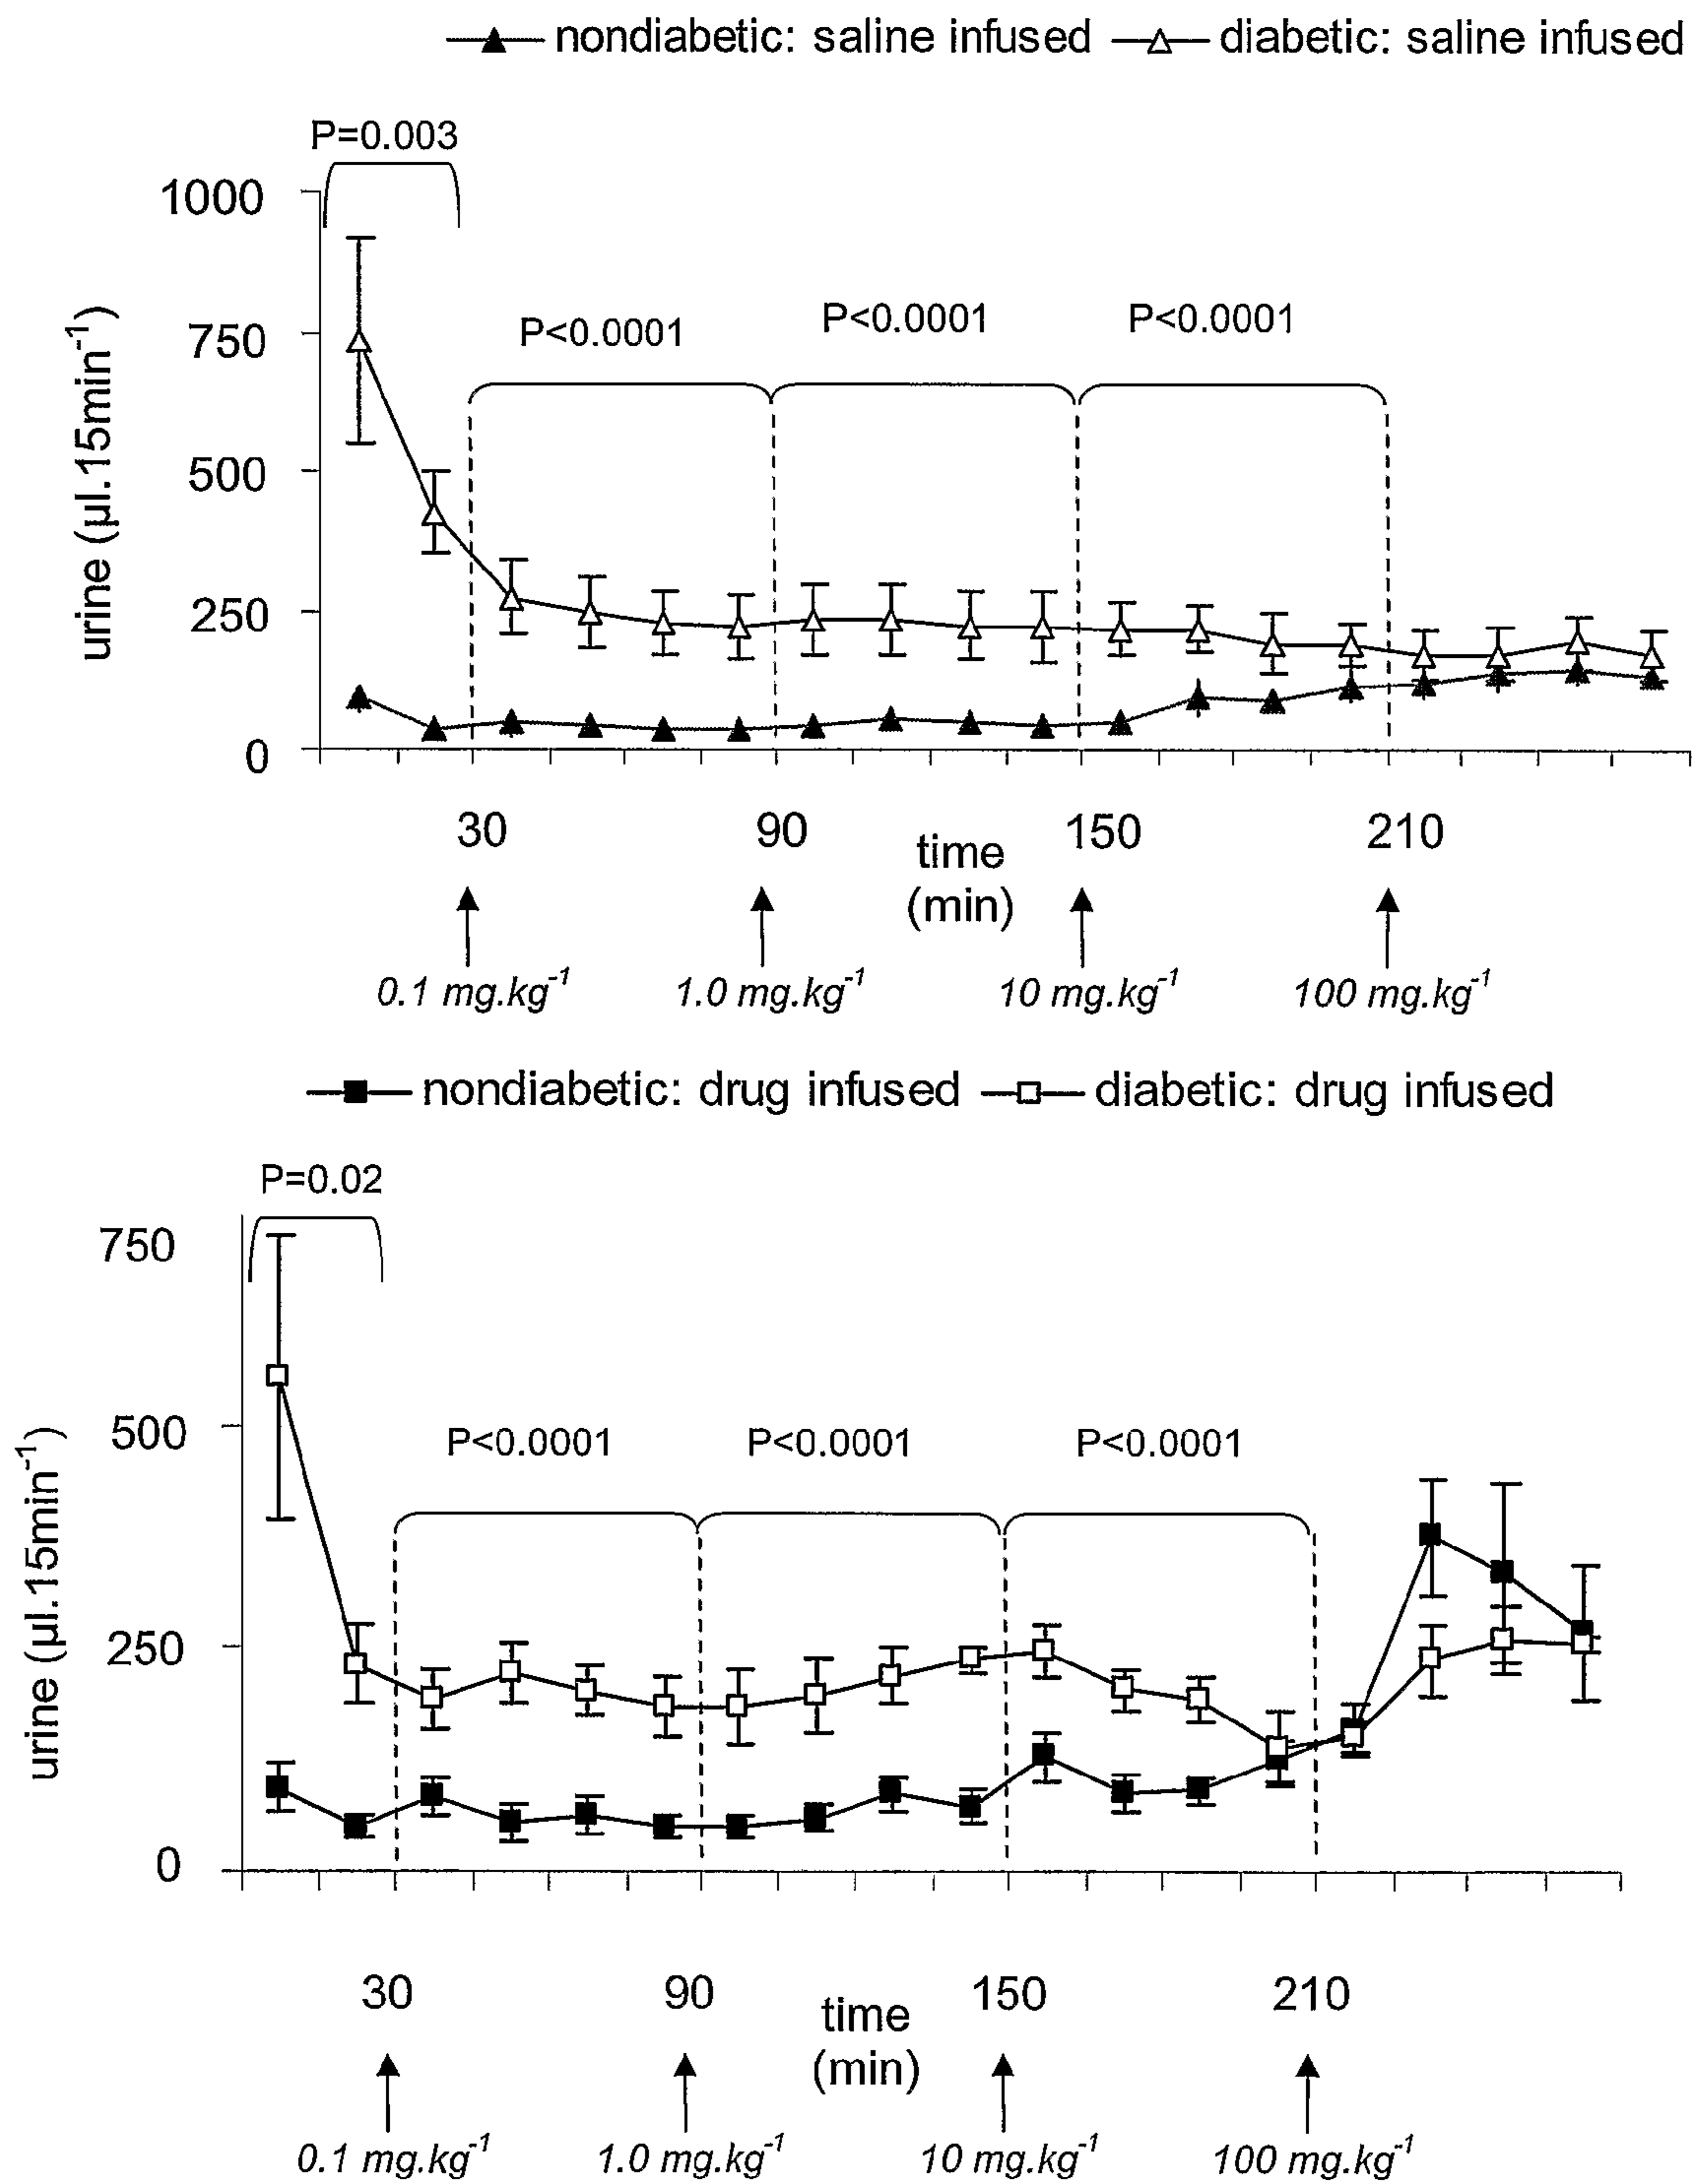 nondiabetic: saline infused diabetic: saline infused
P=0.003
1000
750
500
250
0
urine (µl.15min⁻¹)
P<0.0001 P<0.0001 P<0.0001
30 90 150 210
time
(min)
0.1 mg.kg⁻¹ 1.0 mg.kg⁻¹ 10 mg.kg⁻¹ 100 mg.kg⁻¹
nondiabetic: drug infused diabetic: drug infused
P=0.02
750
500
250
0
urine (µl.15min⁻¹)
P<0.0001 P<0.0001 P<0.0001
30 90 150 210
time
(min)
0.1 mg.kg⁻¹ 1.0 mg.kg⁻¹ 10 mg.kg⁻¹ 100 mg.kg⁻¹